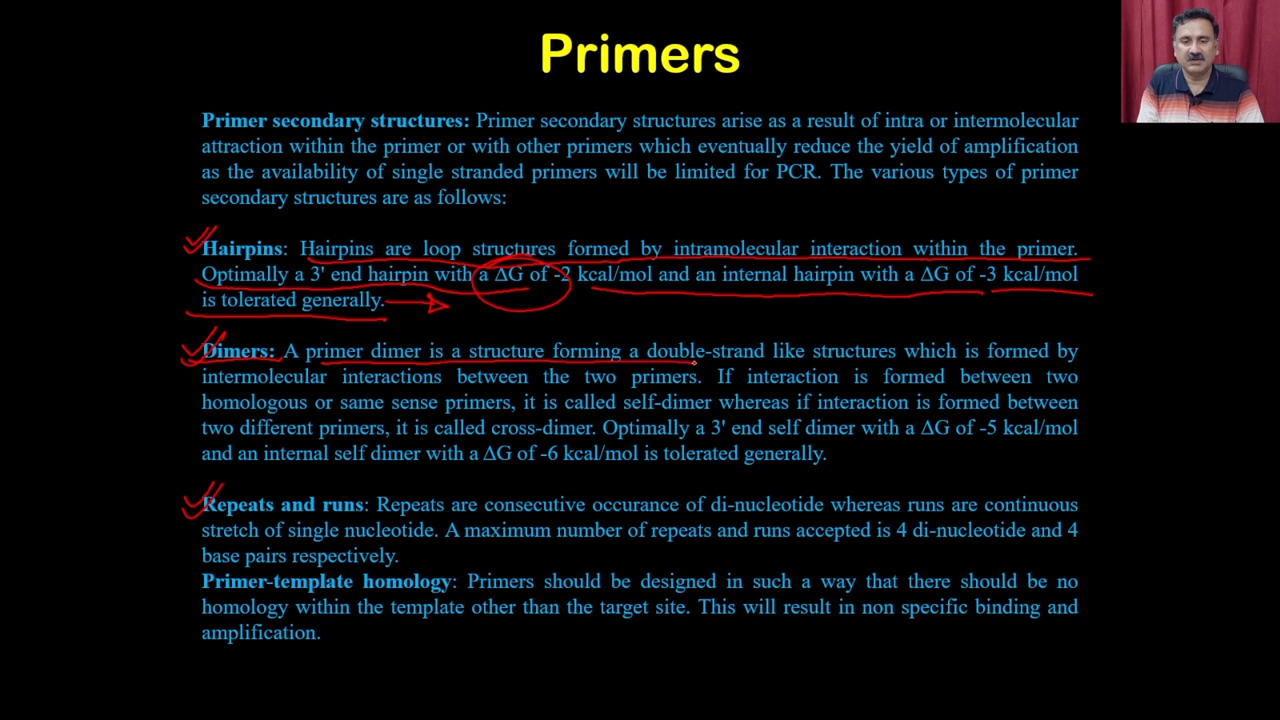 Primers
Primer secondary structures: Primer secondary structures arise as a result of intra or intermolecular
attraction within the primer or with other primers which eventually reduce the yield of amplification
as the availability of single stranded primers will be limited for PCR. The various types of primer
secondary structures are as follows:
Hairpins: Hairpins are loop structures formed by intramolecular interaction within the primer.
Optimally a 3' end hairpin with a ΔG of -2 kcal/mol and an internal hairpin with a ΔG of -3 kcal/mol
is tolerated generally.
Dimers: A primer dimer is a structure forming a double-strand like structures which is formed by
intermolecular interactions between the two primers. If interaction is formed between two
homologous or same sense primers, it is called self-dimer whereas if interaction is formed between
two different primers, it is called cross-dimer. Optimally a 3' end self dimer with a ΔG of -5 kcal/mol
and an internal self dimer with a ΔG of -6 kcal/mol is tolerated generally.
Repeats and runs: Repeats are consecutive occurance of di-nucleotide whereas runs are continuous
stretch of single nucleotide. A maximum number of repeats and runs accepted is 4 di-nucleotide and 4
base pairs respectively.
Primer-template homology: Primers should be designed in such a way that there should be no
homology within the template other than the target site. This will result in non specific binding and
amplification.